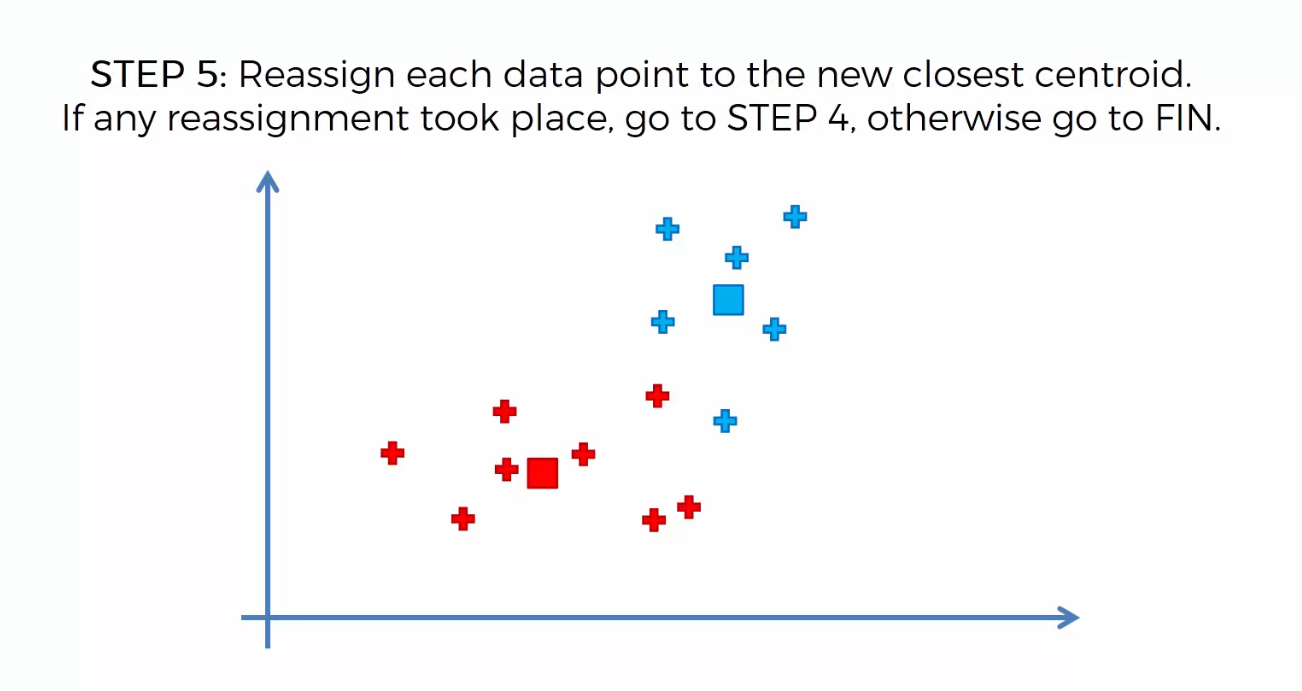 STEP 5: Reassign each data point to the new closest centroid.
If any reassignment took place, go to STEP 4, otherwise go to FIN.